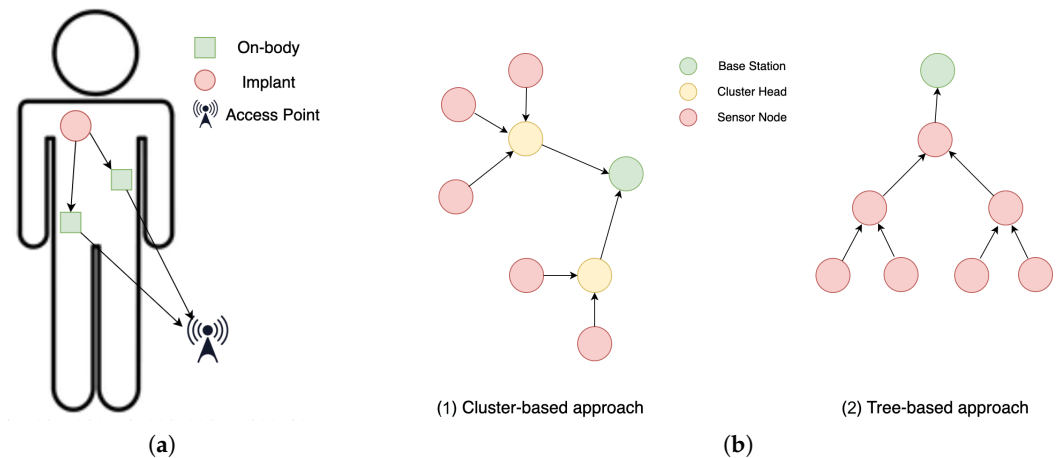 On-body
Implant
Access Point
Base Station
Cluster Head
Sensor Node
(1) Cluster-based approach
(2) Tree-based approach
(a)
(b)